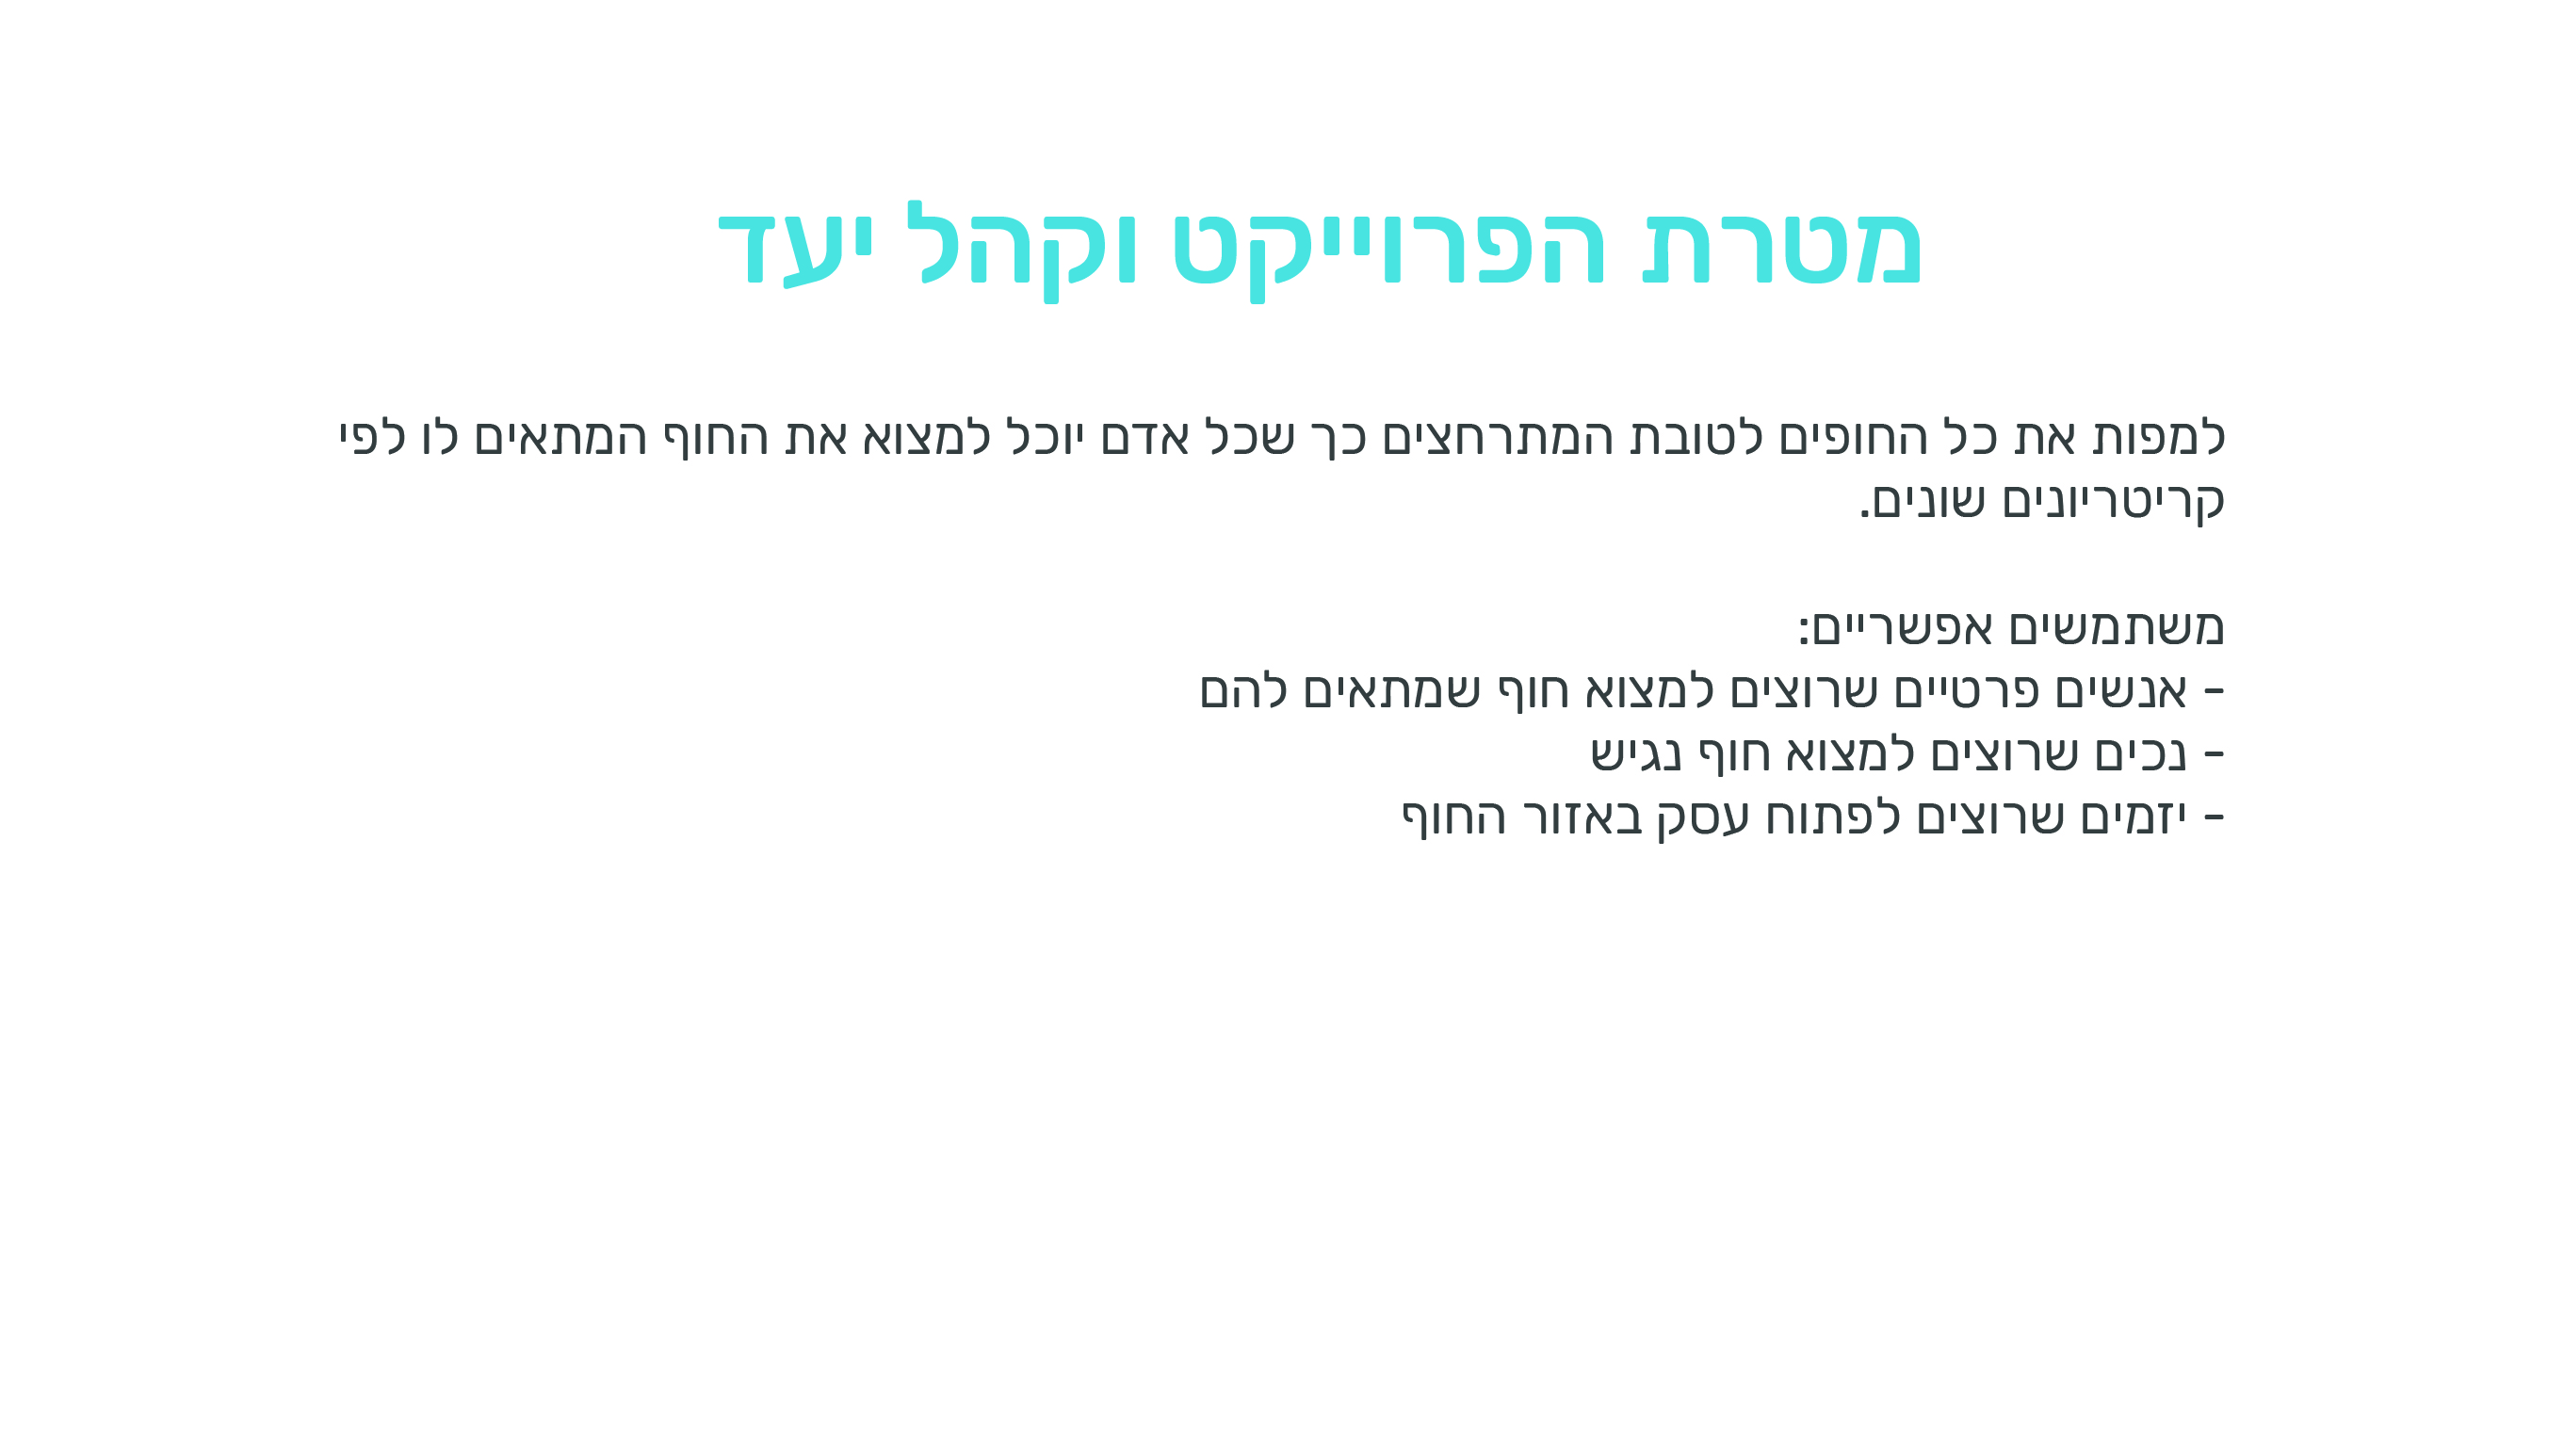 מטרת הפרוייקט וקהל יעד
למפות את כל החופים לטובת המתרחצים כך שכל אדם יוכל למצוא את החוף המתאים לו לפי
קריטריונים שונים.
משתמשים אפשריים:
- אנשים פרטיים שרוצים למצוא חוף שמתאים להם
- נכים שרוצים למצוא חוף נגיש
- יזמים שרוצים לפתוח עסק באזור החוף